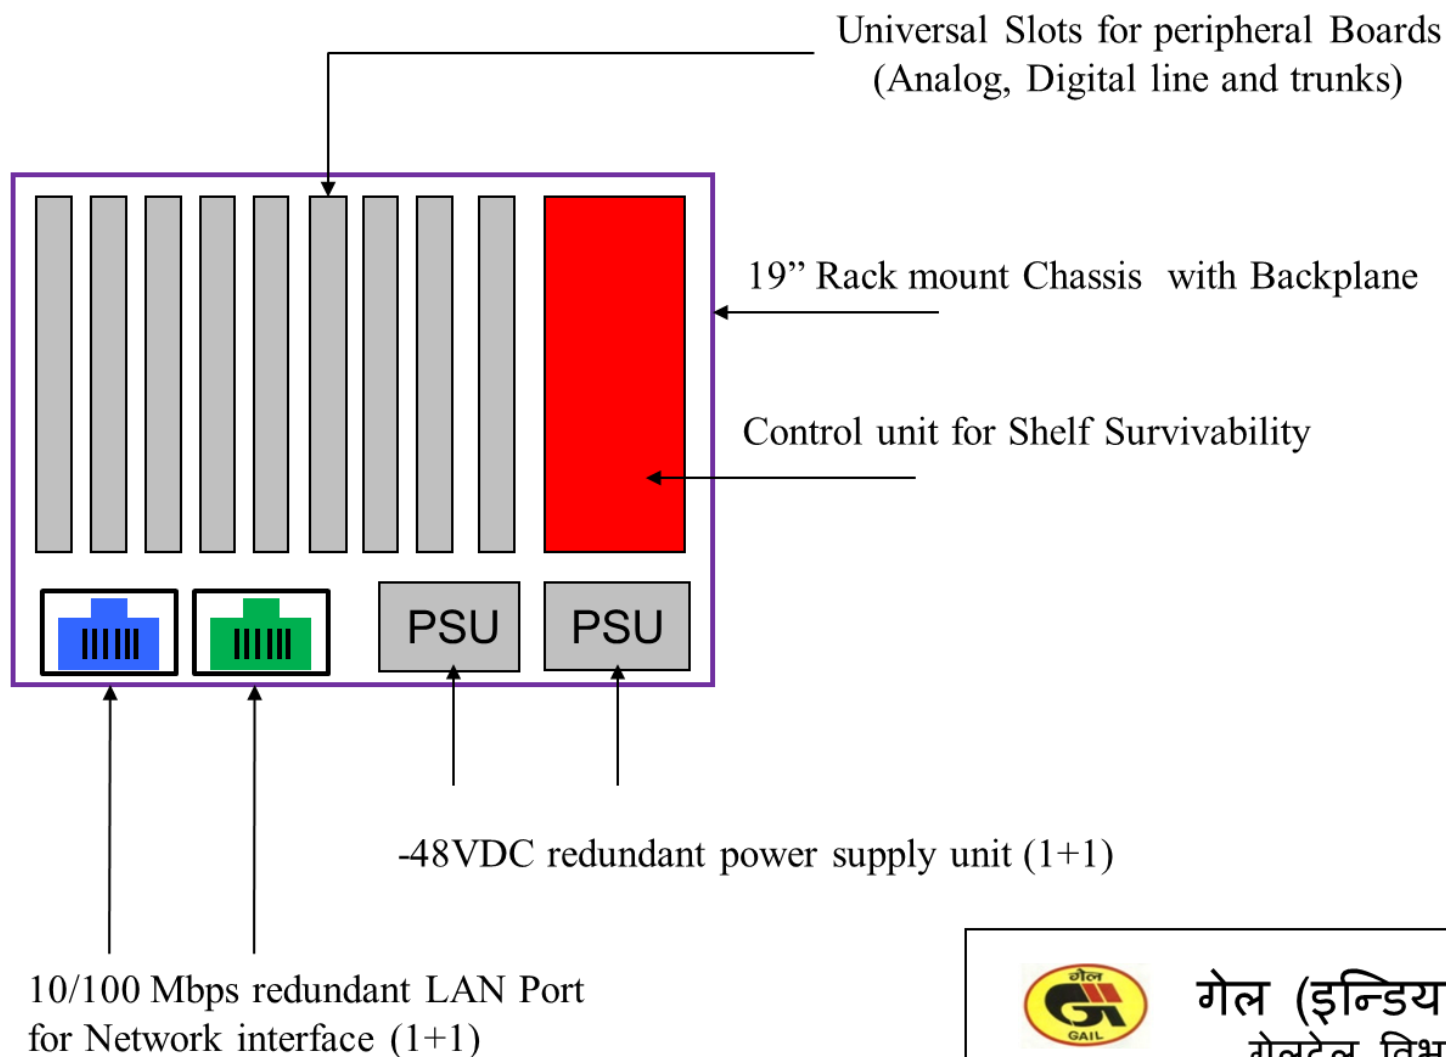 Universal Slots for peripheral Boards
(Analog, Digital line and trunks)
19” Rack mount Chassis with Backplane
Control unit for Shelf Survivability
PSU PSU
-48VDC redundant power supply unit (1+1)
10/100 Mbps redundant LAN Port
for Network interface (1+1)
गेल
GAIL
गेल (इन्डिय